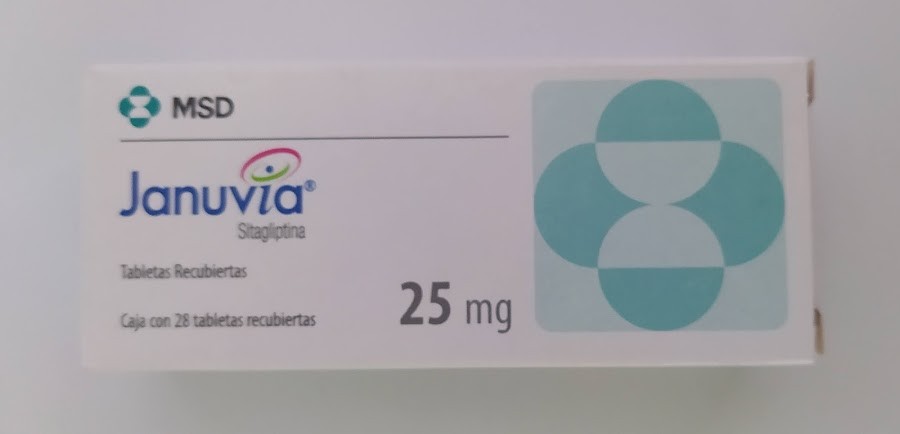 MSD
Januvia®
Sitagliptina
Tabletas Recubiertas
Caja con 28 tabletas recubiertas
25 mg